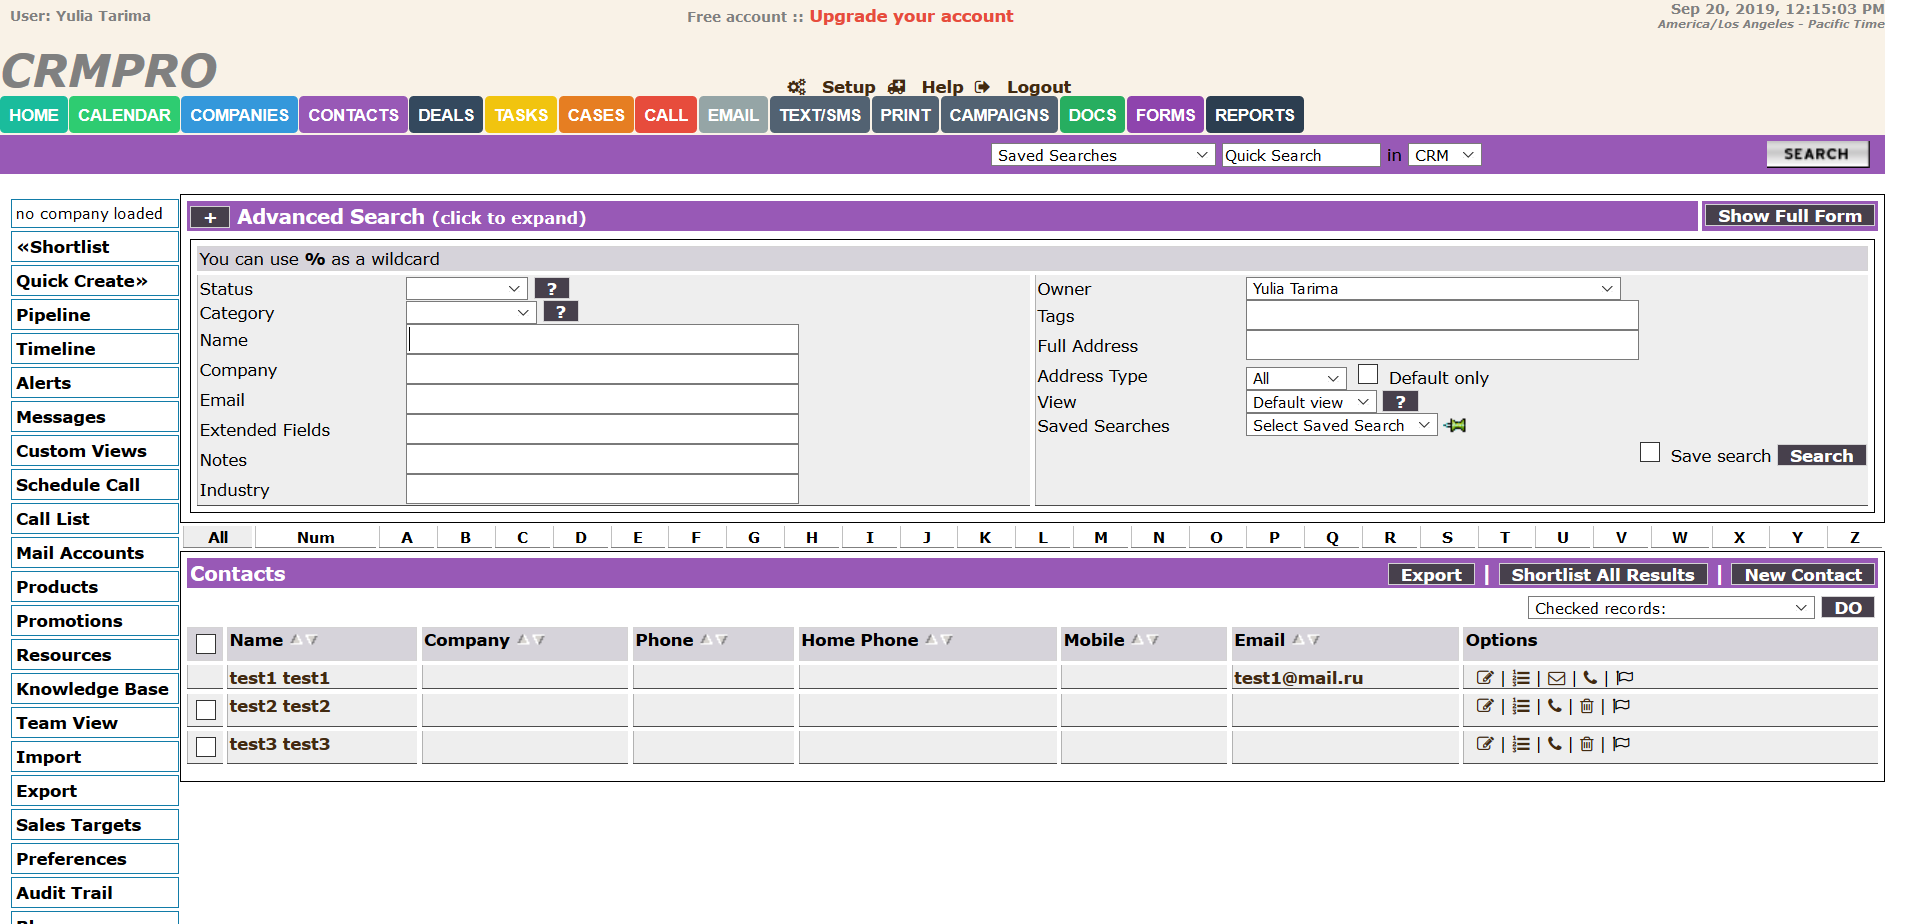 User: Yulia Tarima
Free account :: Upgrade your account
Sep 20, 2019, 12:15:03 PM
America/Los Angeles - Pacific Time
CRMPRO
Setup Help Logout
HOME CALENDAR COMPANIES CONTACTS DEALS TASKS CASES CALL EMAIL TEXT/SMS PRINT CAMPAIGNS DOCS FORMS REPORTS
Saved Searches Quick Search in CRM SEARCH
no company loaded
«Shortlist
Quick Create»
Pipeline
Timeline
Alerts
Messages
Custom Views
Schedule Call
Call List
Mail Accounts
Products
Promotions
Resources
Knowledge Base
Team View
Import
Export
Sales Targets
Preferences
Audit Trail
+ Advanced Search (click to expand) Show Full Form
You can use % as a wildcard
Status ?
Category ?
Name
Company
Email
Extended Fields
Notes
Industry
Owner Yulia Tarima
Tags
Full Address
Address Type All Default only
View Default view ?
Saved Searches Select Saved Search
Save search Search
All Num A B C D E F G H I J K L M N O P Q R S T U V W X Y Z
Contacts Export | Shortlist All Results | New Contact
Checked records: DO
Name Company Phone Home Phone Mobile Email Options
test1 test1 test1@mail.ru | | | |
test2 test2 | | | |
test3 test3 | | | |